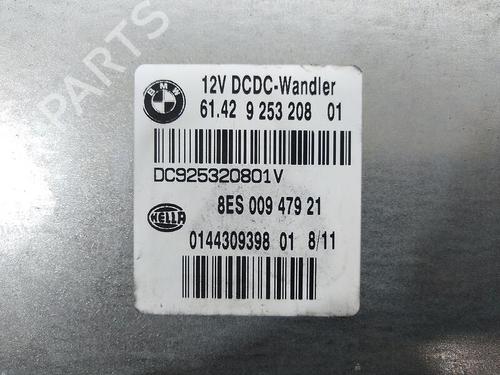 PARTS
BMW
12V DCDC-Wandler
61.42 9 253 208 01
DC925320801V
8ES 009 479 21
HELLA
0144309398 01 8/11